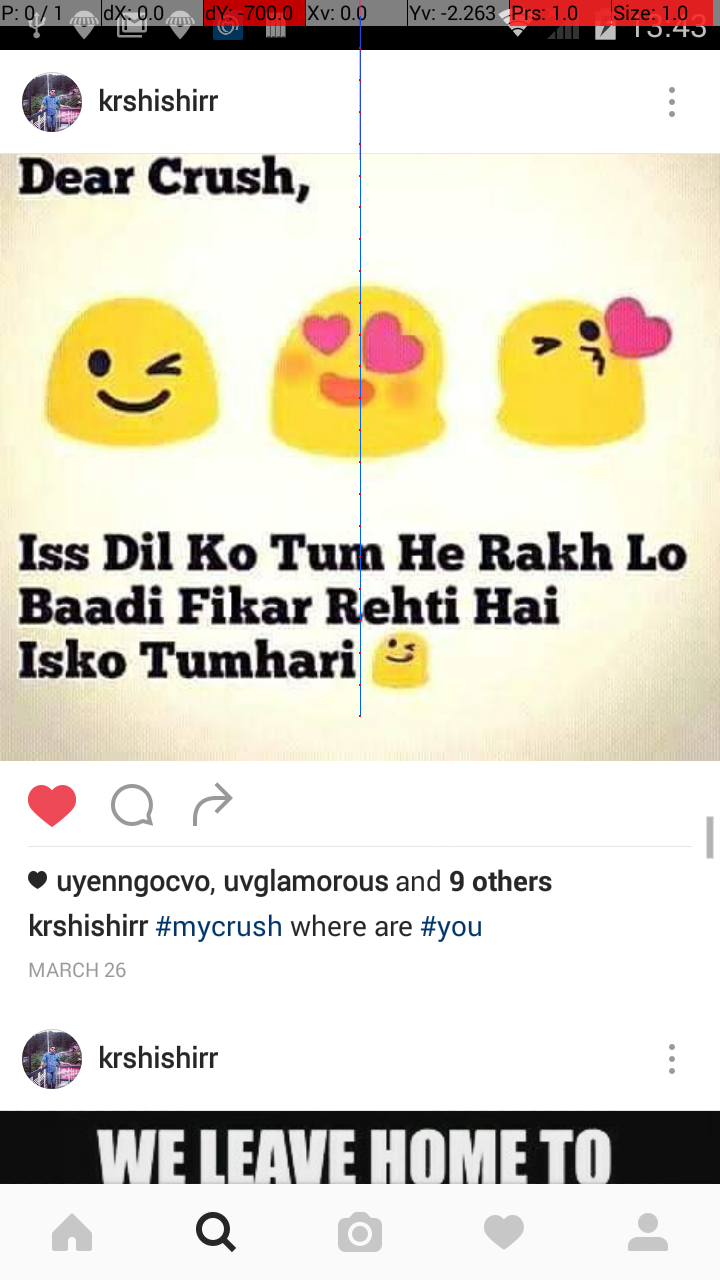 P: 0 / 1 dX: 0.0 dY: -700.0 Xv: 0.0 Yv: -2.263 Prs: 1.0 Size: 1.0
13:43
krshishirr
Dear Crush,
Iss Dil Ko Tum He Rakh Lo
Baadi Fikar Rehti Hai
Isko Tumhari
uyenngocvo, uvglamorous and 9 others
krshishirr #mycrush where are #you
MARCH 26
krshishirr
WE LEAVE HOME TO